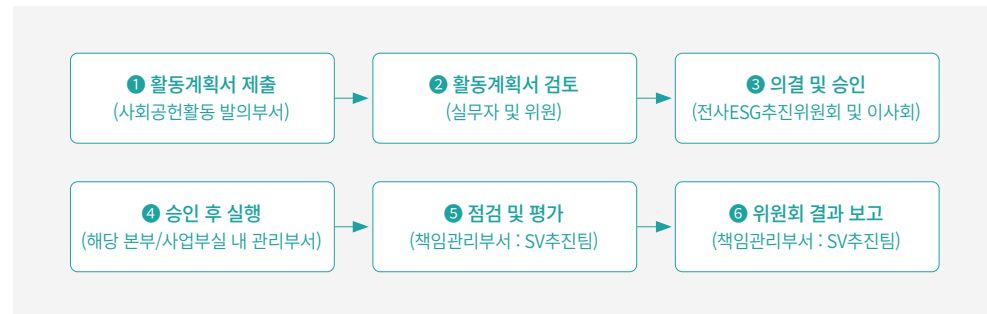 ❶ 활동계획서 제출
(사회공헌활동 발의부서)
❷ 활동계획서 검토
(실무자 및 위원)
❸ 의결 및 승인
(전사ESG추진위원회 및 이사회)
❹ 승인 후 실행
(해당 본부/사업부실 내 관리부서)
❺ 점검 및 평가
(책임관리부서 : SV추진팀)
❻ 위원회 결과 보고
(책임관리부서 : SV추진팀)